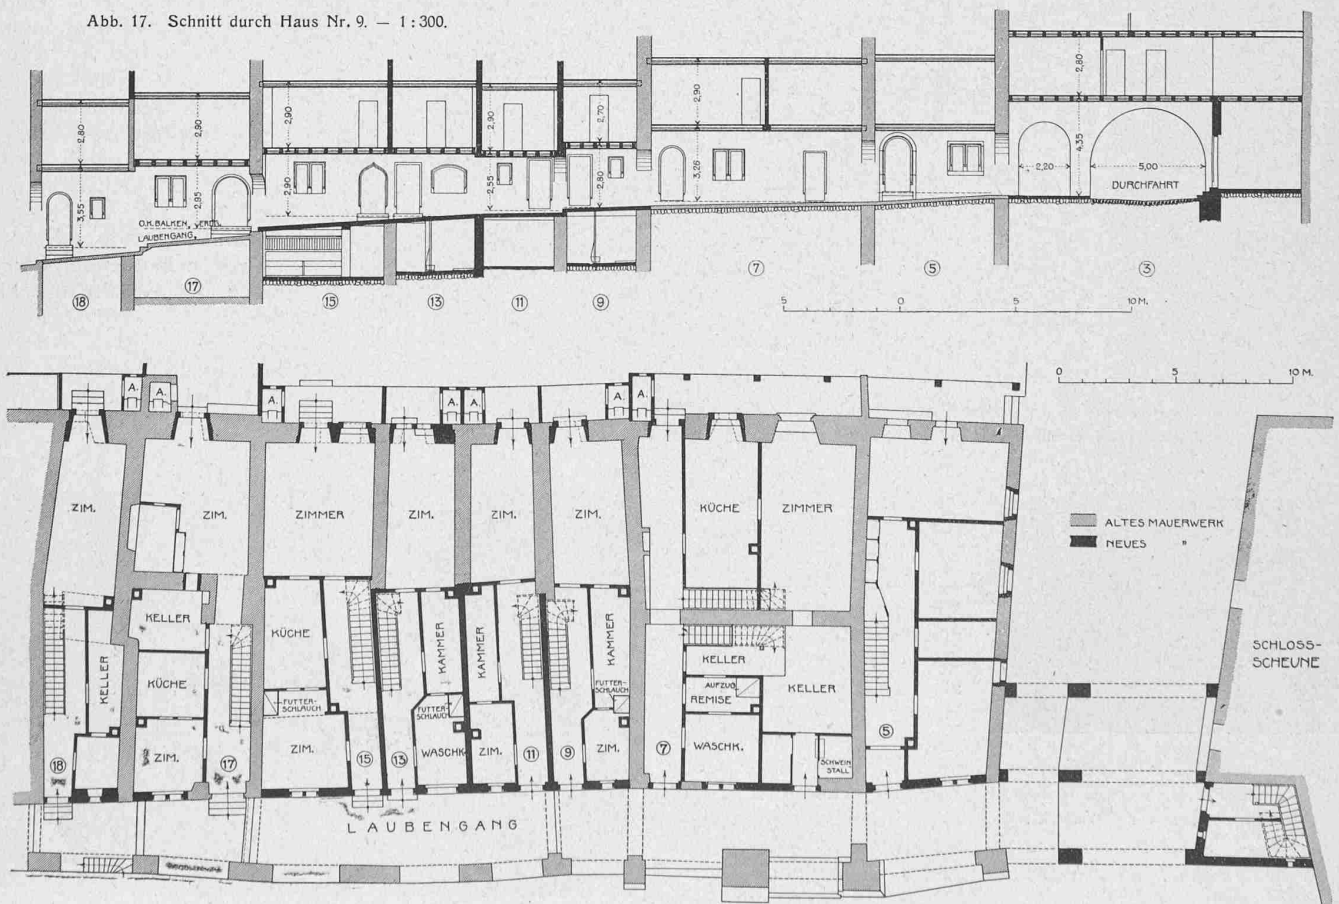 Abb. 17. Schnitt durch Haus Nr. 9. — 1 : 300.
2,80
3,55
2,90
2,95
O.K. BALKEN, ERD.
LAUBENGANG,
2,90
2,90
2,90
2,55
2,70
2,80
2,90
3,26
2,80
4,35
2,20
5,00
DURCHFAHRT
18
17
15
13
11
9
7
5
3
5 0 5 10 M.
0 5 10 M.
A. A. A. A. A. A. A.
ZIM. ZIM. ZIMMER ZIM. ZIM. ZIM. KÜCHE ZIMMER
ALTES MAUERWERK
NEUES "
KELLER
KELLER
KÜCHE
KÜCHE
ZIM.
FUTTER-
SCHLAUCH
ZIM.
KAMMER
FUTTER-
SCHLAUCH
WASCHK.
KAMMER
ZIM.
KAMMER
FUTTER-
SCHLAUCH
ZIM.
KELLER
AUFZUG
REMISE
WASCHK.
KELLER
SCHWEIN
STALL
SCHLOSS-
SCHEUNE
18 17 15 13 11 9 7 5
LAUBENGANG